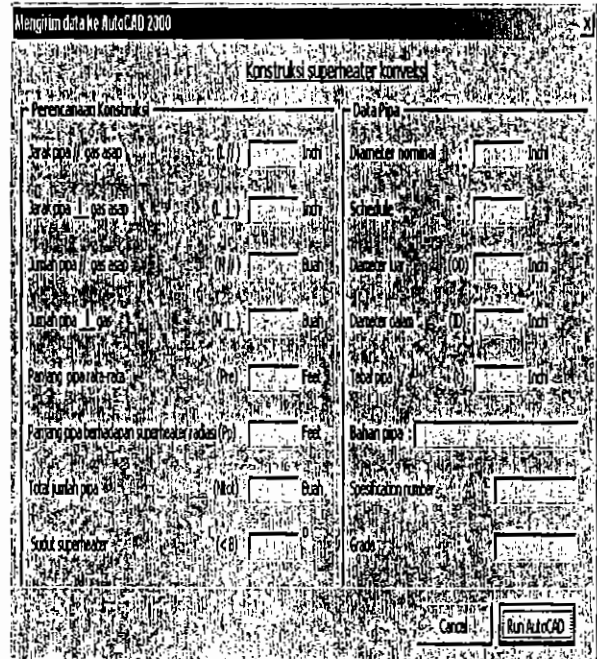 Mengirim data ke AutoCAD 2000 X
Konstruksi superheater konveksi
Perencanaan Konstruksi
Jarak pipa // gas asap (L //) Inchi
Jarak pipa ⊥ gas asap (L ⊥) Inchi
Jumlah pipa // gas asap (N //) Buah
Jumlah pipa ⊥ gas (N ⊥) Buah
Panjang pipa rata-rata (Pre) Feet
Panjang pipa berhadapan superheater radiasi (Pp) Feet
Total jumlah pipa (Ntot) Buah
Sudut superheater
Data Pipa
Diameter nominal Inchi
Schedule
Diameter luar (OD) Inchi
Diameter dalam (ID) Inchi
Tebal pipa Inchi
Bahan pipa
Spesification number
Grade
Cancel
Run AutoCAD